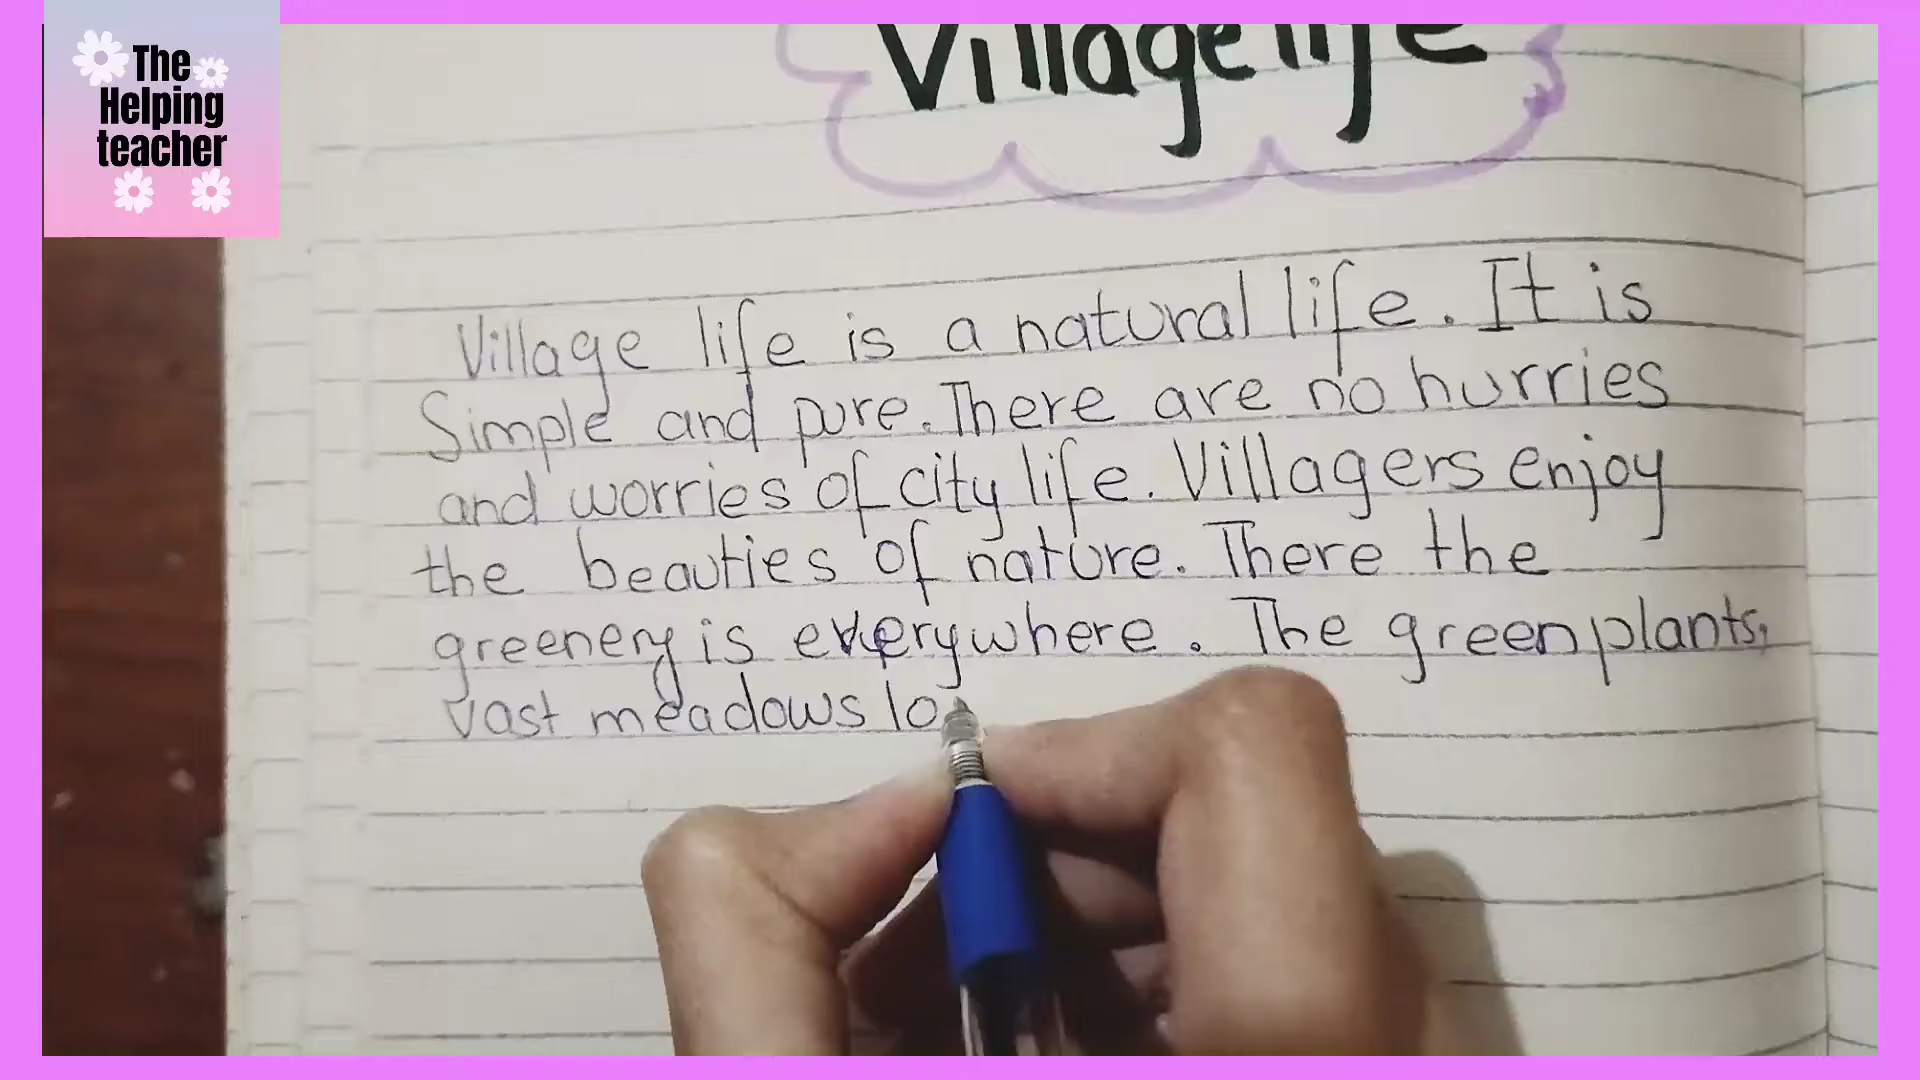 The
Helping
teacher
Village life
Village life is a natural life. It is
Simple and pure. There are no hurries
and worries of city life. Villagers enjoy
the beauties of nature. There the
greenery is everywhere. The green plants,
vast meadows lo